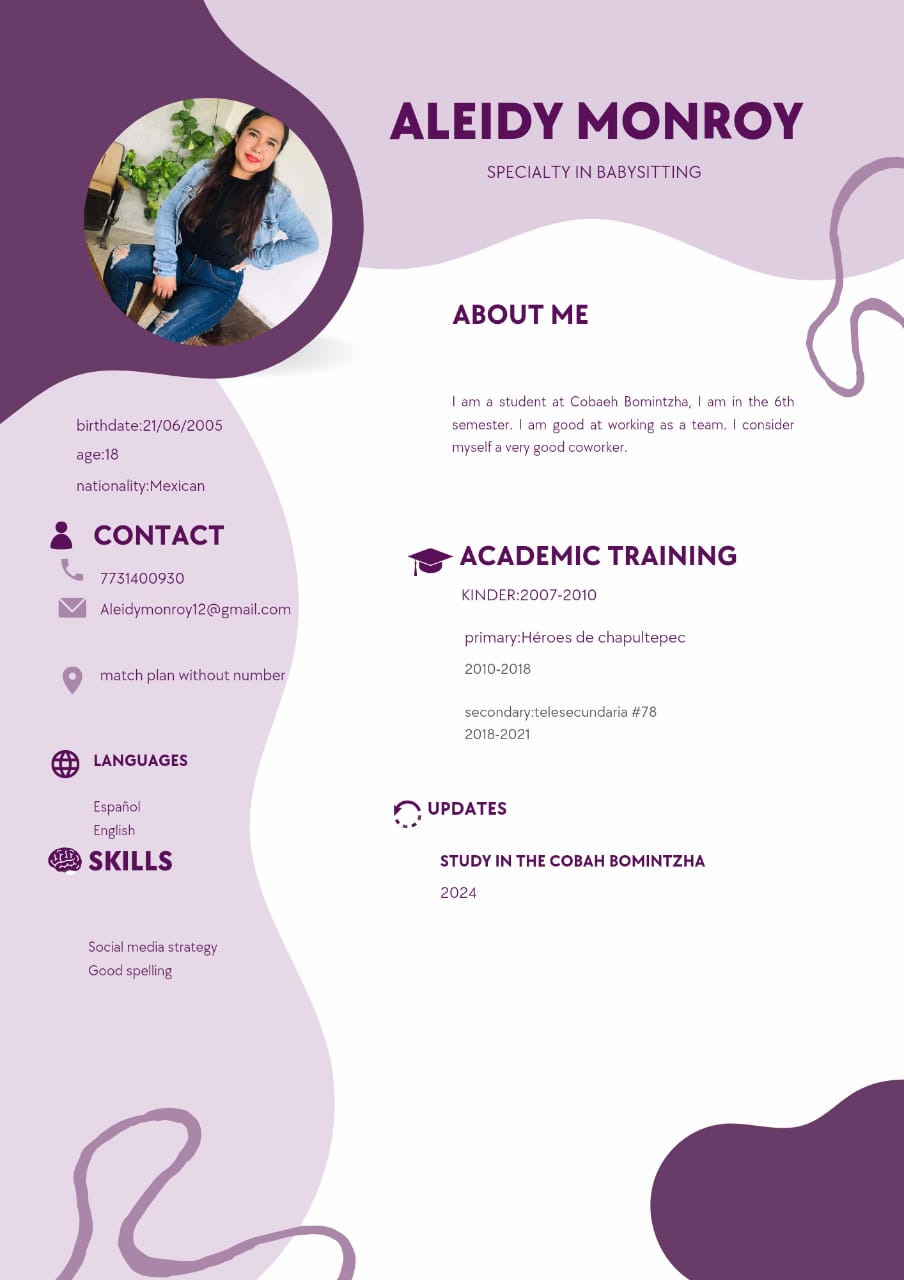 ALEIDY MONROY
SPECIALTY IN BABYSITTING
birthdate:21/06/2005
age:18
nationality:Mexican
CONTACT
7731400930
Aleidymonroy12@gmail.com
match plan without number
LANGUAGES
Español
English
SKILLS
Social media strategy
Good spelling
ABOUT ME
I am a student at Cobaeh Bomintzha, I am in the 6th
semester. I am good at working as a team. I consider
myself a very good coworker.
ACADEMIC TRAINING
KINDER:2007-2010
primary:Héroes de chapultepec
2010-2018
secondary:telesecundaria #78
2018-2021
UPDATES
STUDY IN THE COBAH BOMINTZHA
2024